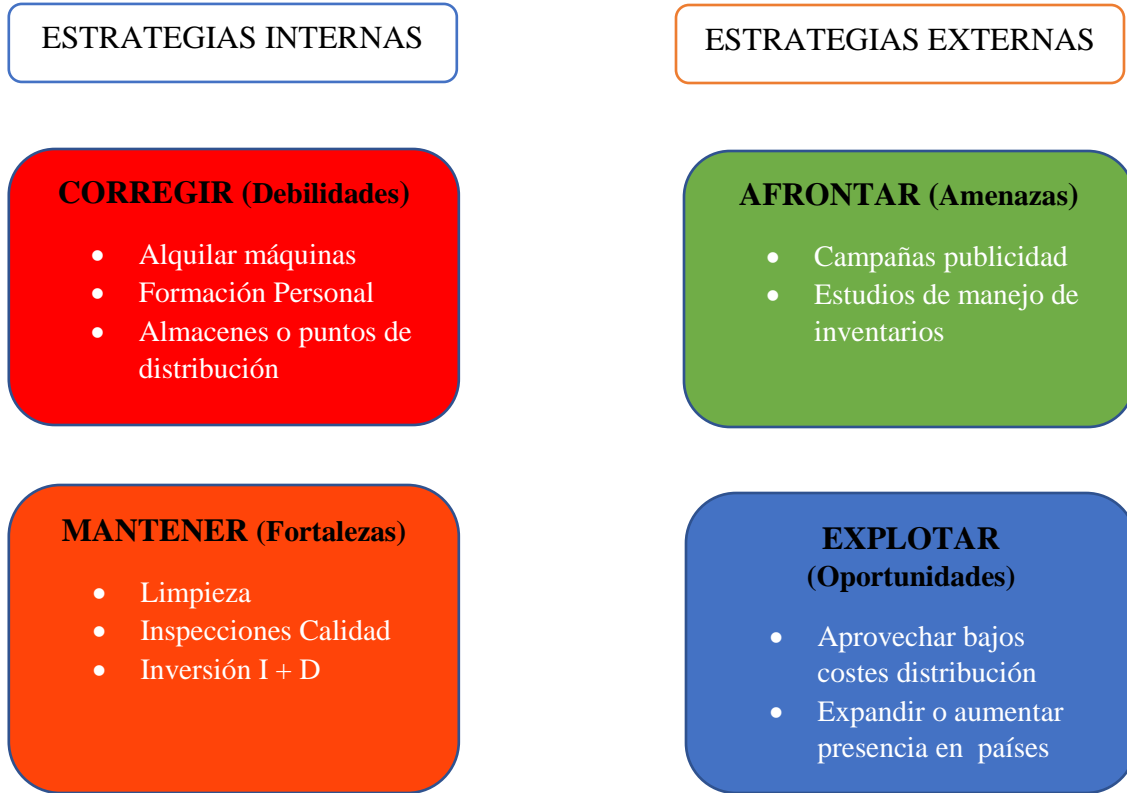 ESTRATEGIAS INTERNAS
ESTRATEGIAS EXTERNAS
CORREGIR (Debilidades)
• Alquilar máquinas
• Formación Personal
• Almacenes o puntos de
distribución
AFRONTAR (Amenazas)
• Campañas publicidad
• Estudios de manejo de
inventarios
MANTENER (Fortalezas)
• Limpieza
• Inspecciones Calidad
• Inversión I + D
EXPLOTAR
(Oportunidades)
• Aprovechar bajos
costes distribución
• Expandir o aumentar
presencia en países